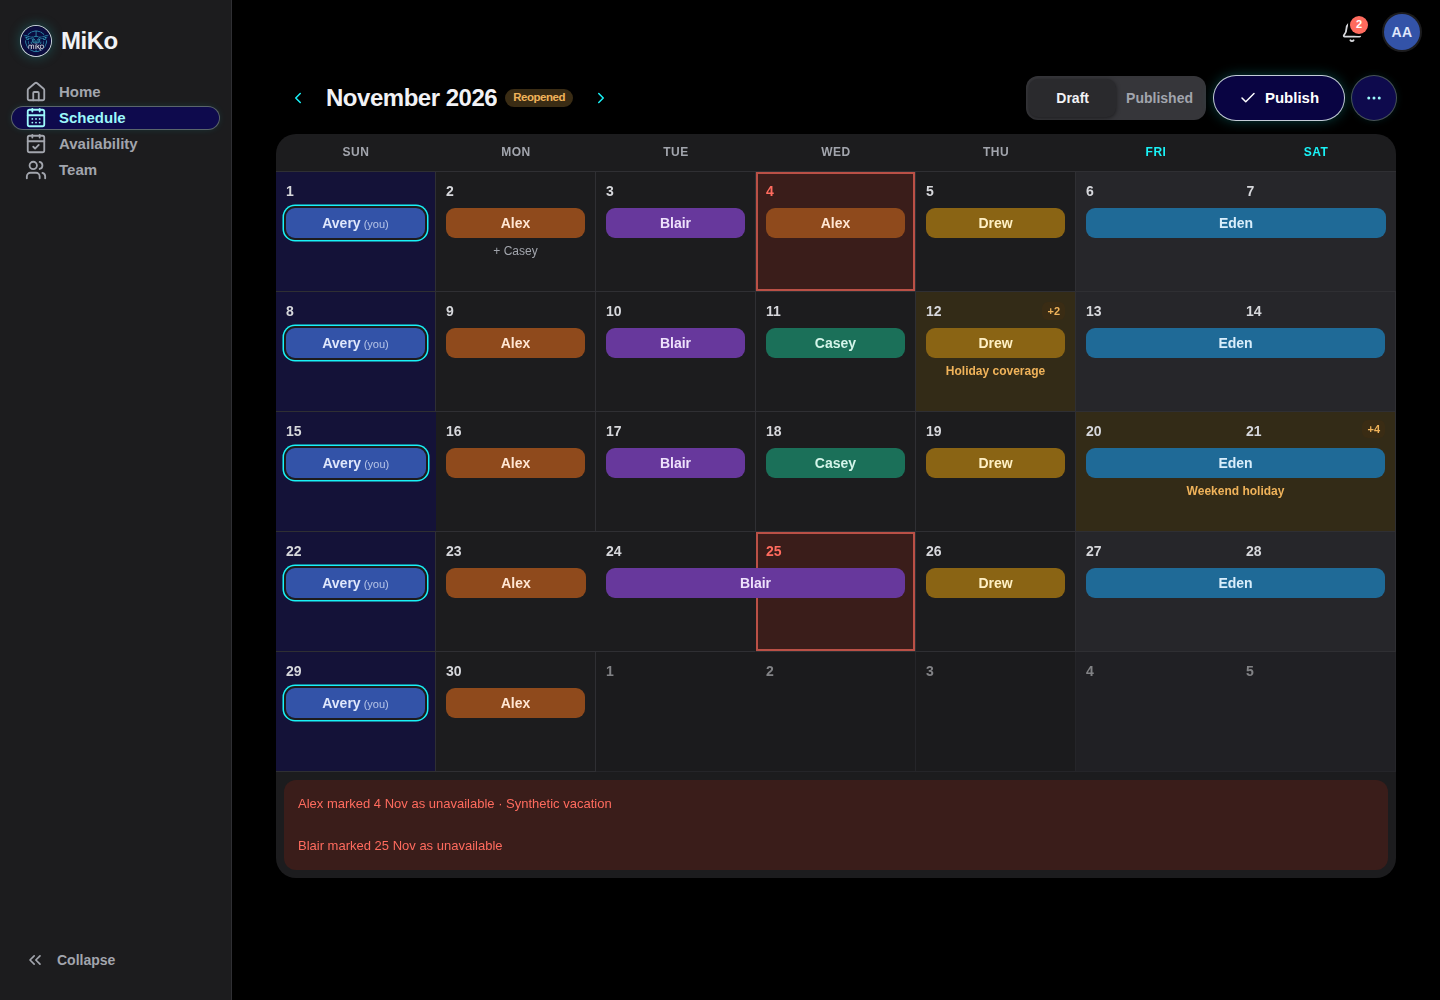 MiKo
2
AA
Home
Schedule
Availability
Team
November 2026 Reopened
Draft Published Publish
SUN MON TUE WED THU FRI SAT
1 2 3 4 5 6 7
Avery (you) Alex Blair Alex Drew Eden
+ Casey
8 9 10 11 12 +2 13 14
Avery (you) Alex Blair Casey Drew Eden
Holiday coverage
15 16 17 18 19 20 21 +4
Avery (you) Alex Blair Casey Drew Eden
Weekend holiday
22 23 24 25 26 27 28
Avery (you) Alex Blair Drew Eden
29 30 1 2 3 4 5
Avery (you) Alex
Alex marked 4 Nov as unavailable · Synthetic vacation
Blair marked 25 Nov as unavailable
Collapse